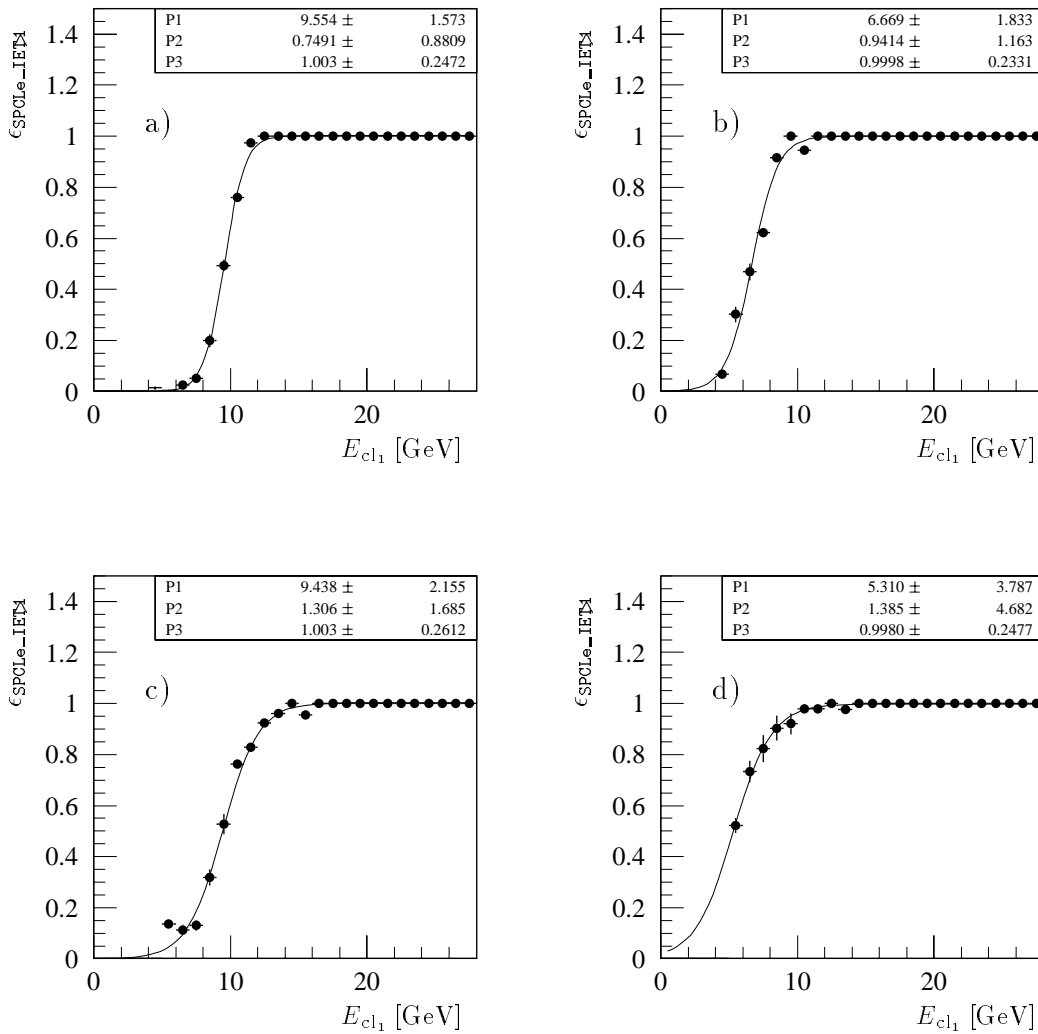 P1 9.554 ± 1.573
P2 0.7491 ± 0.8809
P3 1.003 ± 0.2472
a)
1.4
1.2
1
0.8
0.6
0.4
0.2
0
0 10 20
E_cl₁ [GeV]
P1 6.669 ± 1.833
P2 0.9414 ± 1.163
P3 0.9998 ± 0.2331
b)
1.4
1.2
1
0.8
0.6
0.4
0.2
0
0 10 20
E_cl₁ [GeV]
P1 9.438 ± 2.155
P2 1.306 ± 1.685
P3 1.003 ± 0.2612
c)
1.4
1.2
1
0.8
0.6
0.4
0.2
0
0 10 20
E_cl₁ [GeV]
P1 5.310 ± 3.787
P2 1.385 ± 4.682
P3 0.9980 ± 0.2477
d)
1.4
1.2
1
0.8
0.6
0.4
0.2
0
0 10 20
E_cl₁ [GeV]